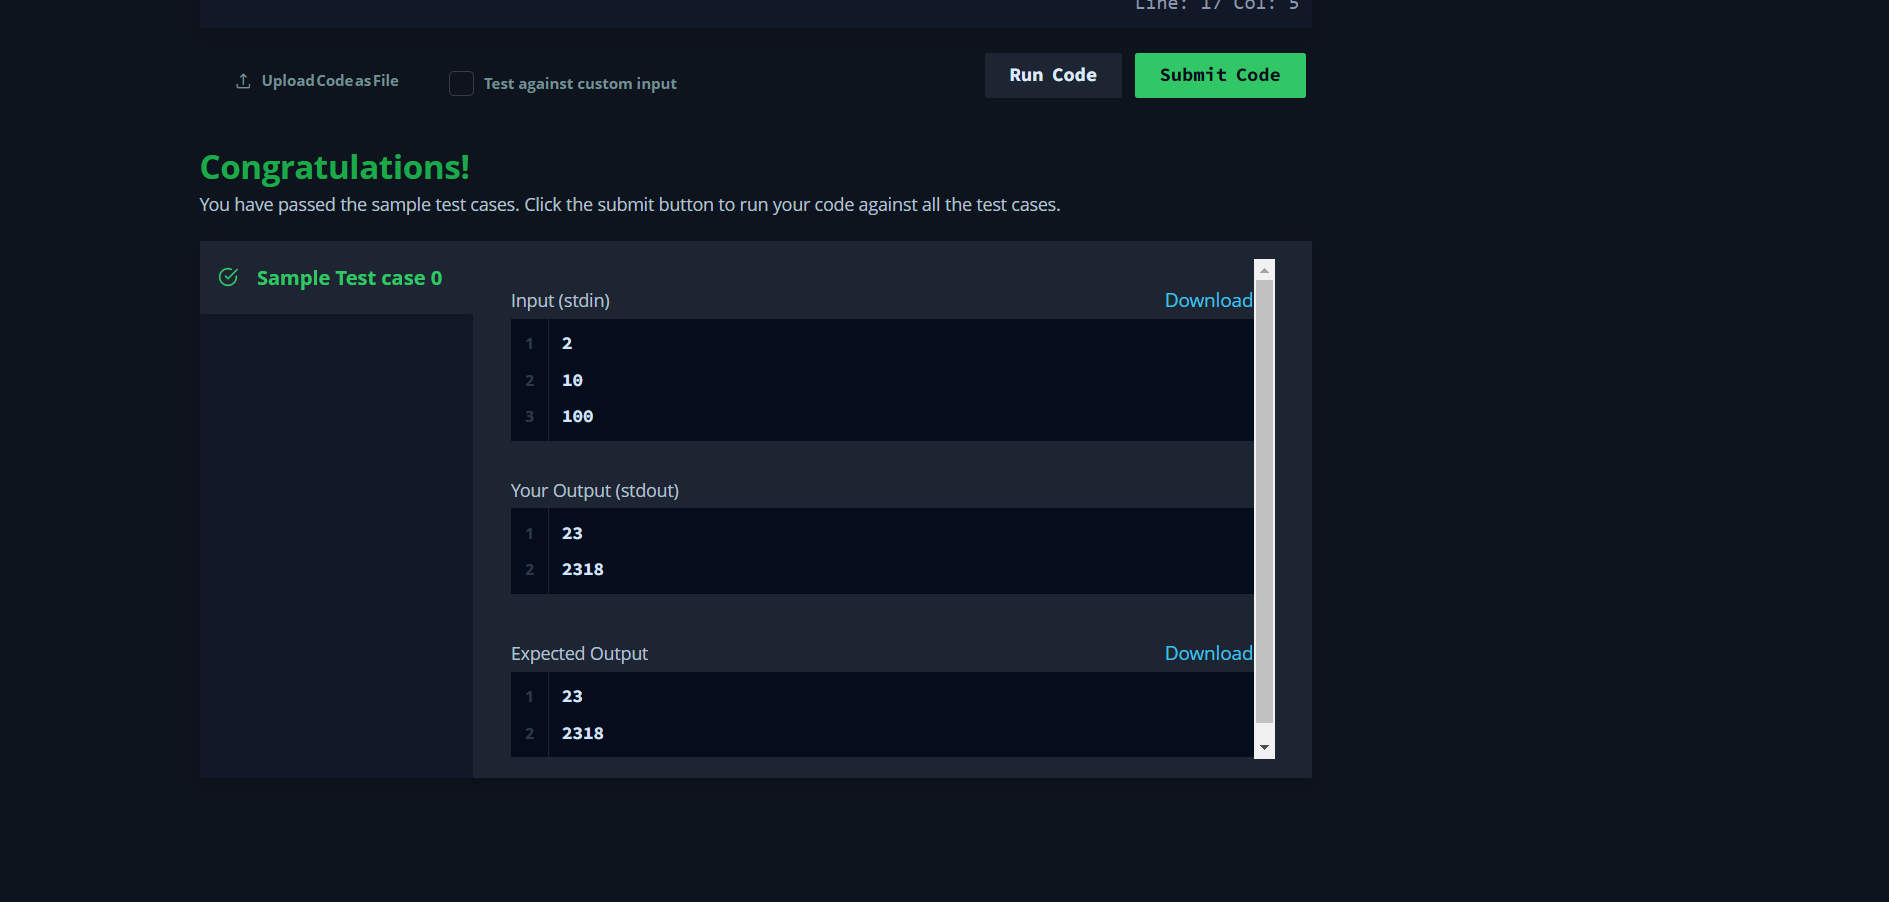 Line: 17 Col: 5
Upload Code as File
Test against custom input
Run Code
Submit Code
Congratulations!
You have passed the sample test cases. Click the submit button to run your code against all the test cases.
Sample Test case 0
Input (stdin)
Download
1 2
2 10
3 100
Your Output (stdout)
1 23
2 2318
Expected Output
Download
1 23
2 2318